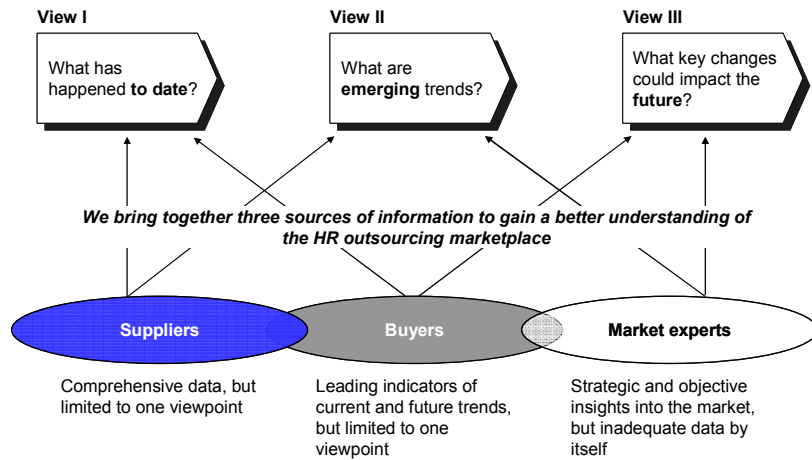 View I
View II
View III
What has
happened to date?
What are
emerging trends?
What key changes
could impact the
future?
We bring together three sources of information to gain a better understanding of
the HR outsourcing marketplace
Suppliers
Buyers
Market experts
Comprehensive data, but
limited to one viewpoint
Leading indicators of
current and future trends,
but limited to one
viewpoint
Strategic and objective
insights into the market,
but inadequate data by
itself